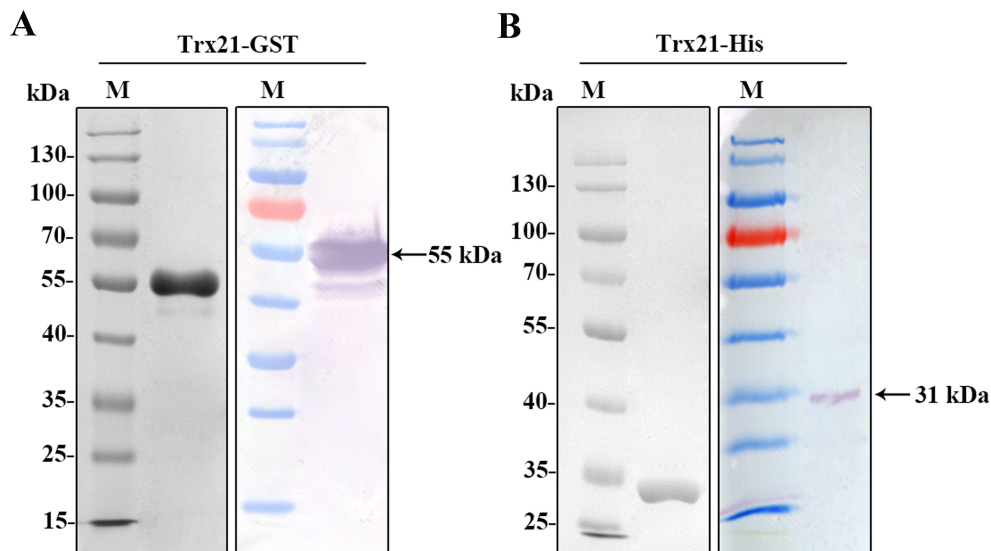 A
Trx21-GST
kDa
M
M
130-
100-
70-
55-
40-
35-
25-
15-
55 kDa
B
Trx21-His
kDa
M
M
130-
100-
70-
55-
40-
35-
25-
31 kDa